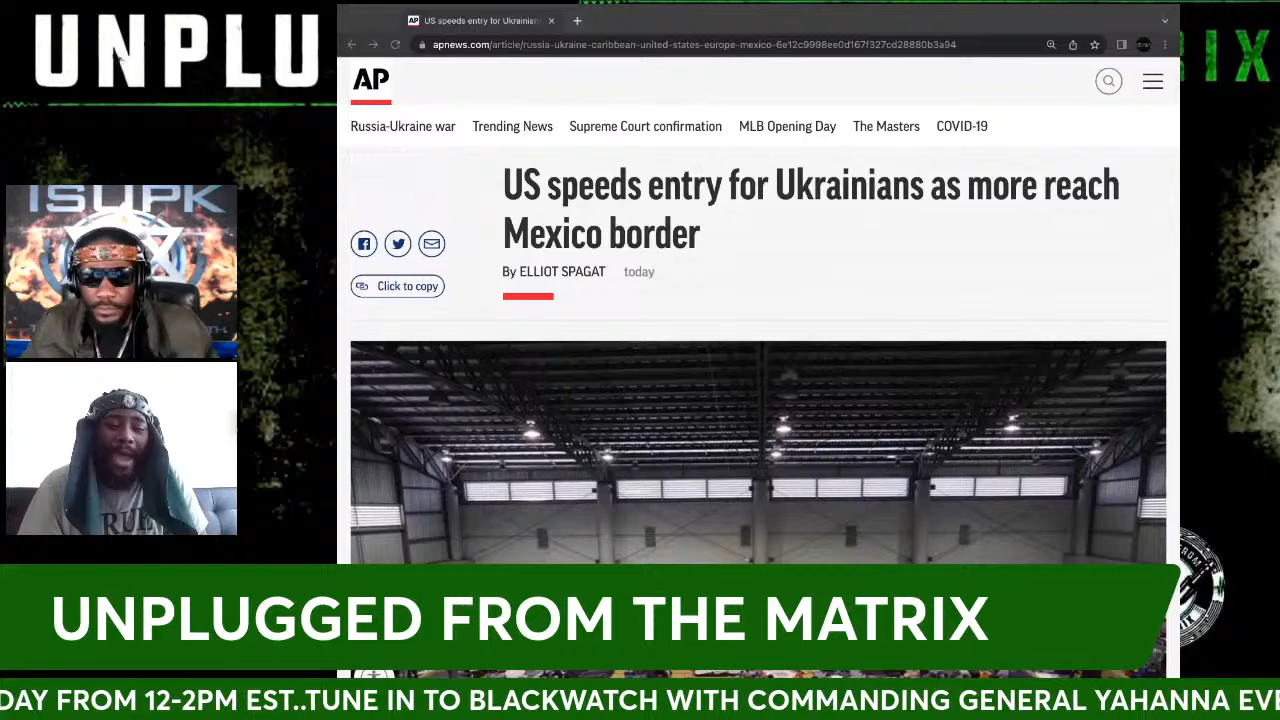 UNPLU
RIX
US speeds entry for Ukrainians
apnews.com/article/russia-ukraine-caribbean-united-states-europe-mexico-6e12c9998ee0d167f327cd28880b3a94
AP
Russia-Ukraine war Trending News Supreme Court confirmation MLB Opening Day The Masters COVID-19
US speeds entry for Ukrainians as more reach
Mexico border
By ELLIOT SPAGAT today
Click to copy
ISUPK
TRUE
UNPLUGGED FROM THE MATRIX
DAY FROM 12-2PM EST..TUNE IN TO BLACKWATCH WITH COMMANDING GENERAL YAHANNA EVE